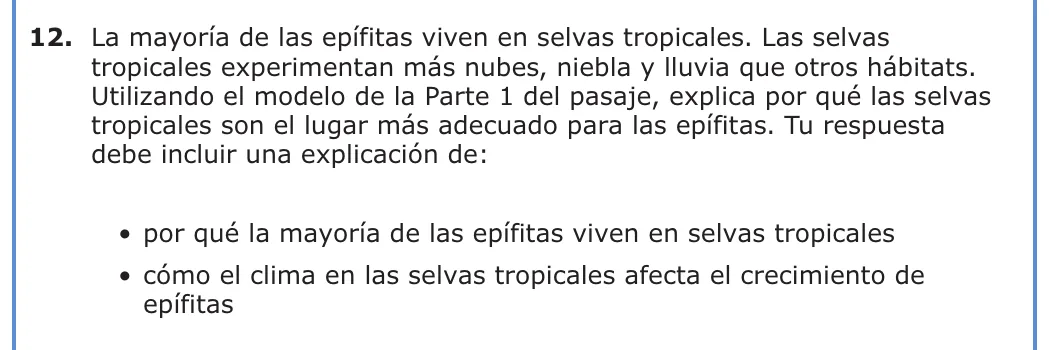 12. La mayoría de las epífitas viven en selvas tropicales. Las selvas
tropicales experimentan más nubes, niebla y lluvia que otros hábitats.
Utilizando el modelo de la Parte 1 del pasaje, explica por qué las selvas
tropicales son el lugar más adecuado para las epífitas. Tu respuesta
debe incluir una explicación de:
• por qué la mayoría de las epífitas viven en selvas tropicales
• cómo el clima en las selvas tropicales afecta el crecimiento de
epífitas